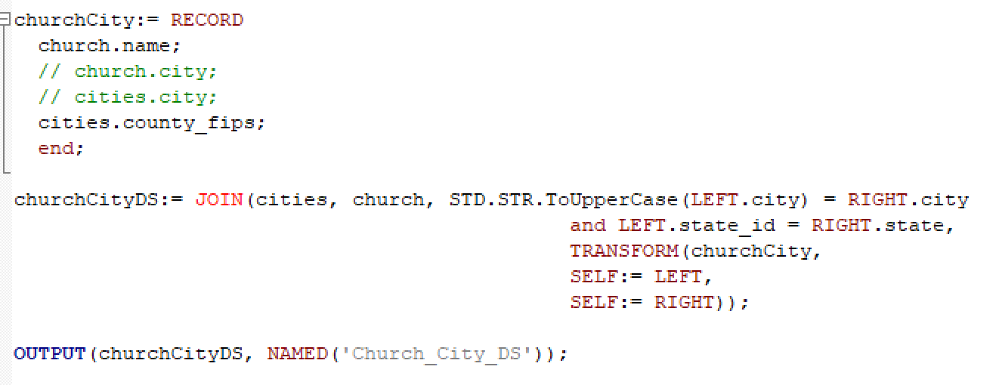 churchCity:= RECORD
church.name;
// church.city;
// cities.city;
cities.county_fips;
end;
churchCityDS:= JOIN(cities, church, STD.STR.ToUpperCase(LEFT.city) = RIGHT.city
and LEFT.state_id = RIGHT.state,
TRANSFORM(churchCity,
SELF:= LEFT,
SELF:= RIGHT));
OUTPUT(churchCityDS, NAMED('Church_City_DS'));